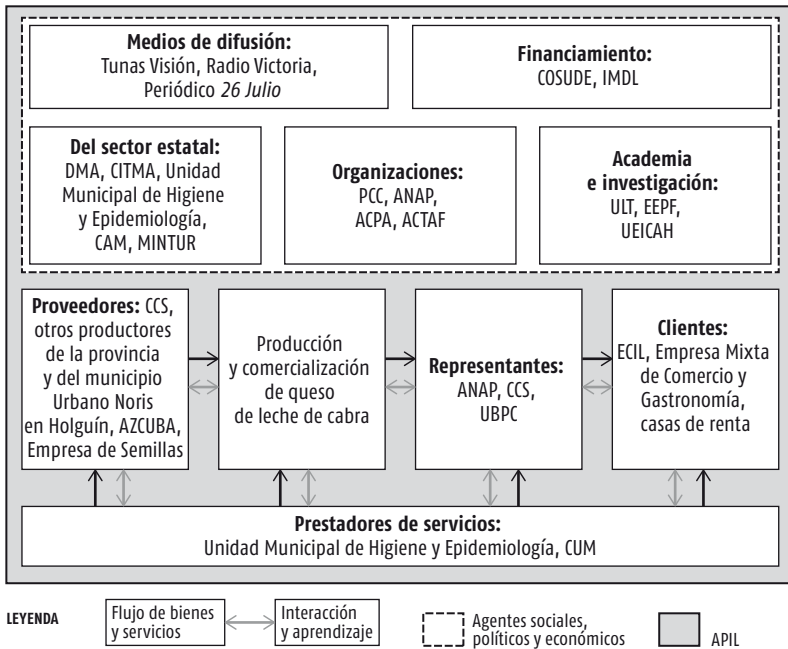 Medios de difusión:
Tunas Visión, Radio Victoria,
Periódico 26 Julio
Financiamiento:
COSUDE, IMDL
Del sector estatal:
DMA, CITMA, Unidad
Municipal de Higiene
y Epidemiología,
CAM, MINTUR
Organizaciones:
PCC, ANAP,
ACPA, ACTAF
Academia
e investigación:
ULT, EEPF,
UEICAH
Proveedores: CCS,
otros productores
de la provincia
y del municipio
Urbano Noris
en Holguín, AZCUBA,
Empresa de Semillas
Producción
y comercialización
de queso
de leche de cabra
Representantes:
ANAP, CCS,
UBPC
Clientes:
ECIL, Empresa Mixta
de Comercio y
Gastronomía,
casas de renta
Prestadores de servicios:
Unidad Municipal de Higiene y Epidemiología, CUM
LEYENDA
Flujo de bienes
y servicios
Interacción
y aprendizaje
Agentes sociales,
políticos y económicos
APIL